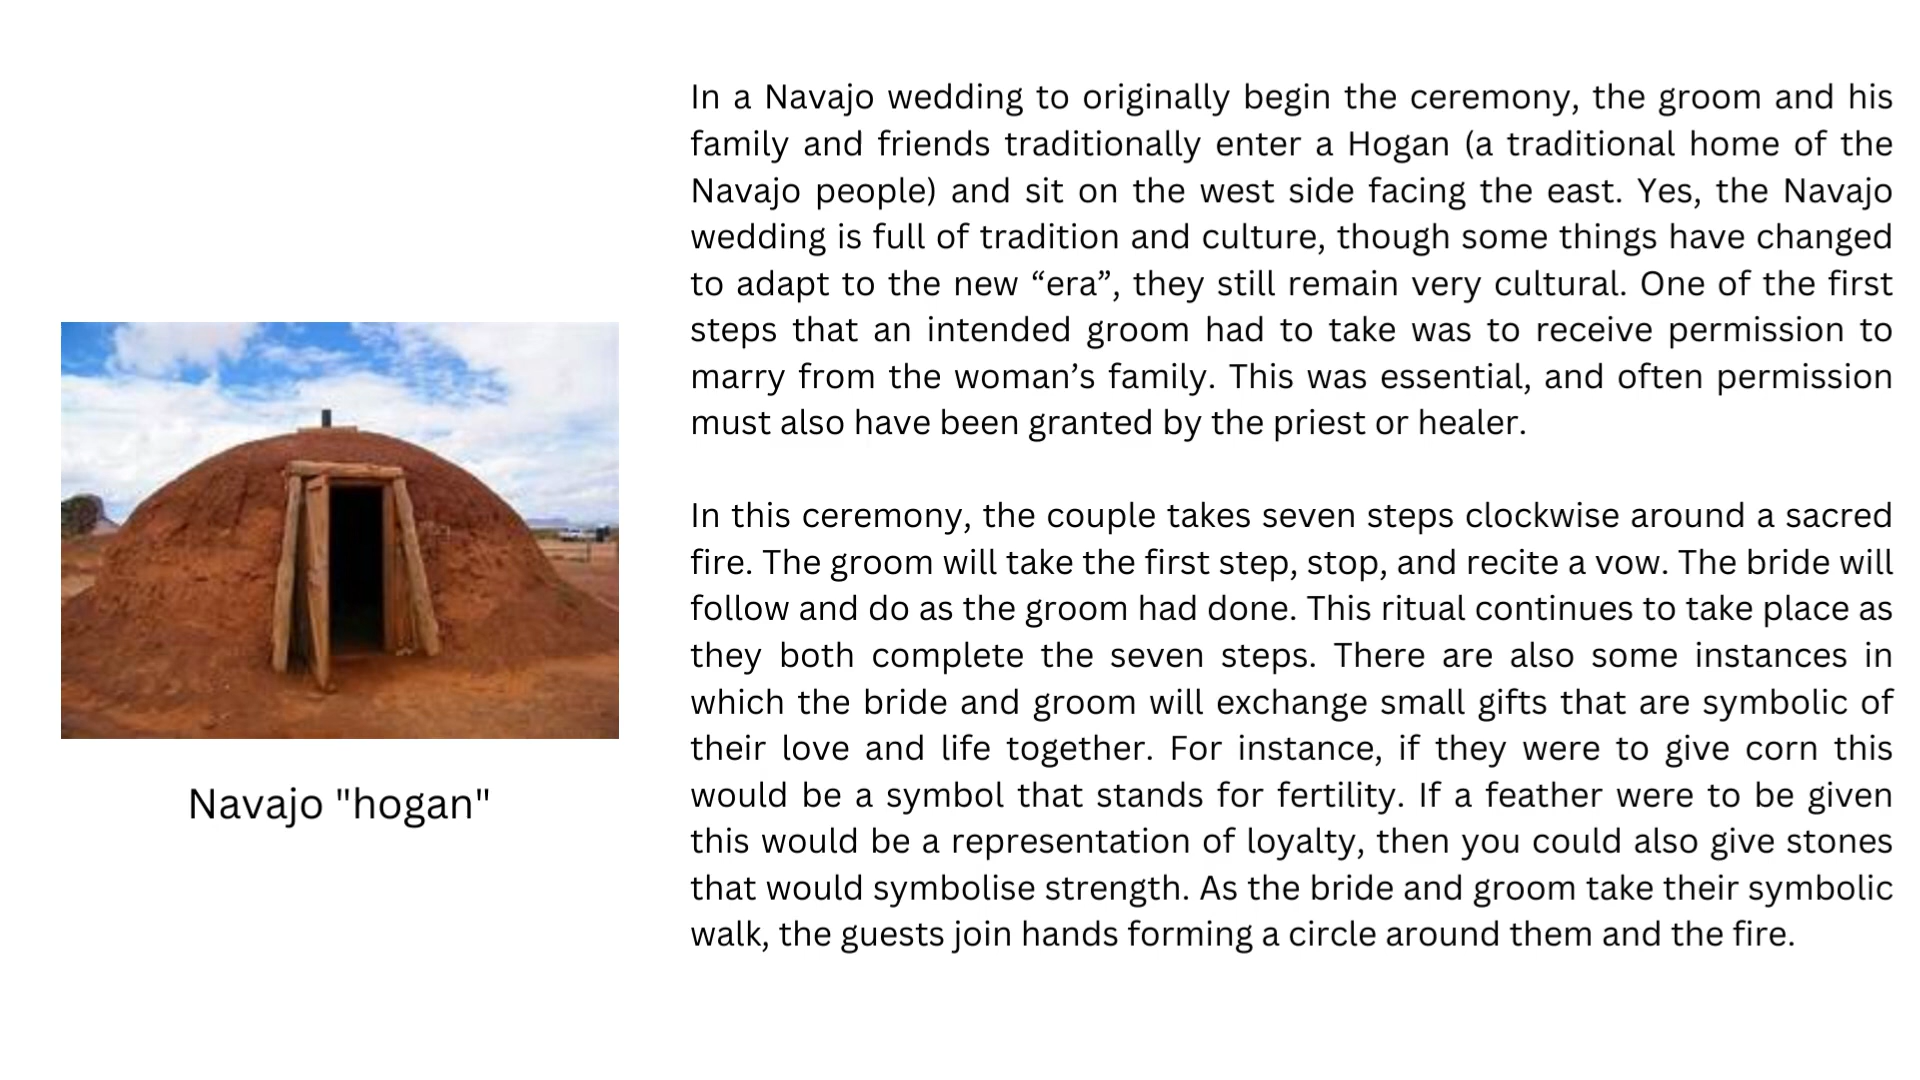 In a Navajo wedding to originally begin the ceremony, the groom and his
family and friends traditionally enter a Hogan (a traditional home of the
Navajo people) and sit on the west side facing the east. Yes, the Navajo
wedding is full of tradition and culture, though some things have changed
to adapt to the new “era”, they still remain very cultural. One of the first
steps that an intended groom had to take was to receive permission to
marry from the woman’s family. This was essential, and often permission
must also have been granted by the priest or healer.
In this ceremony, the couple takes seven steps clockwise around a sacred
fire. The groom will take the first step, stop, and recite a vow. The bride will
follow and do as the groom had done. This ritual continues to take place as
they both complete the seven steps. There are also some instances in
which the bride and groom will exchange small gifts that are symbolic of
their love and life together. For instance, if they were to give corn this
would be a symbol that stands for fertility. If a feather were to be given
this would be a representation of loyalty, then you could also give stones
that would symbolise strength. As the bride and groom take their symbolic
walk, the guests join hands forming a circle around them and the fire.
Navajo "hogan"